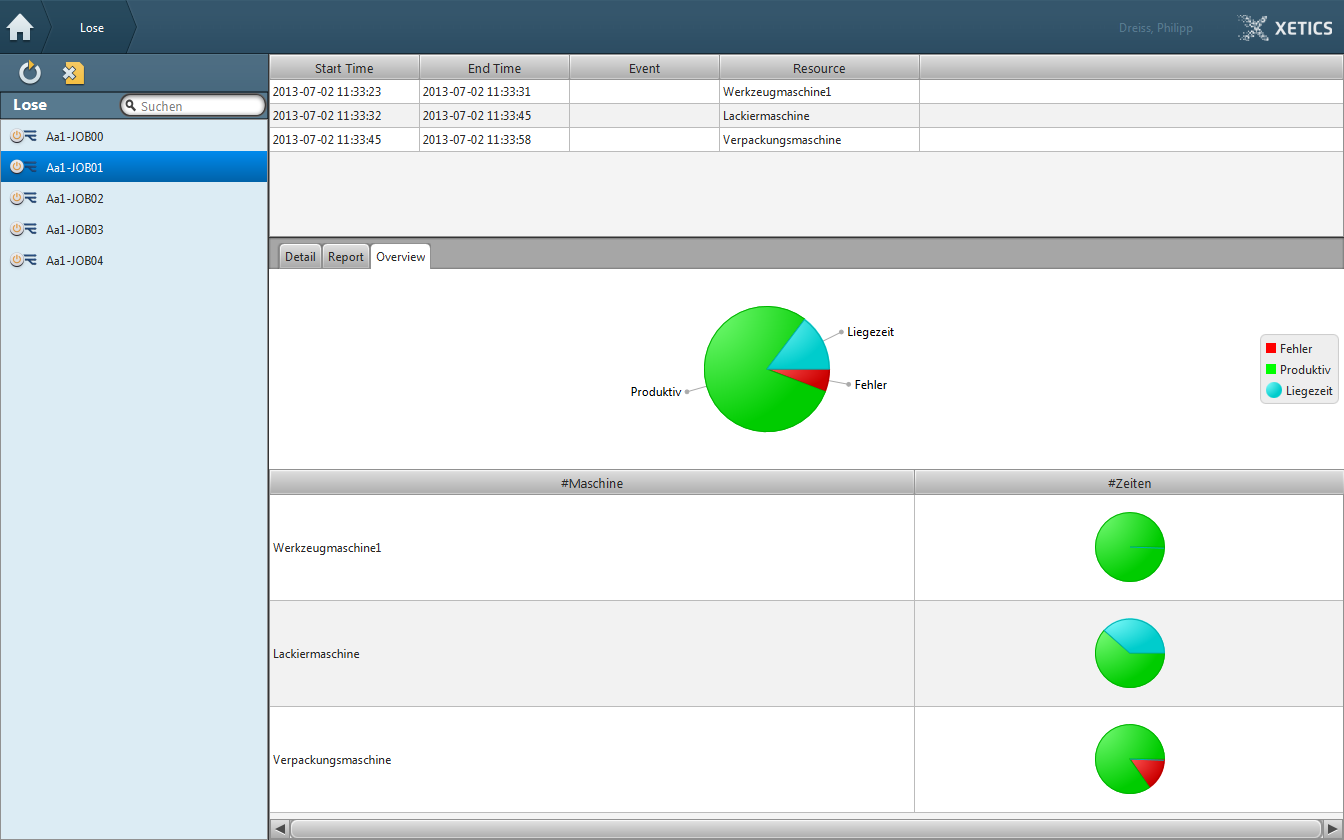 Lose
Dreiss, Philipp
XETICS
Lose
Suchen
Aa1-JOB00
Aa1-JOB01
Aa1-JOB02
Aa1-JOB03
Aa1-JOB04
Start Time End Time Event Resource
2013-07-02 11:33:23 2013-07-02 11:33:31 Werkzeugmaschine1
2013-07-02 11:33:32 2013-07-02 11:33:45 Lackiermaschine
2013-07-02 11:33:45 2013-07-02 11:33:58 Verpackungsmaschine
Detail Report Overview
Liegezeit
Fehler
Produktiv
Fehler
Produktiv
Liegezeit
#Maschine #Zeiten
Werkzeugmaschine1
Lackiermaschine
Verpackungsmaschine